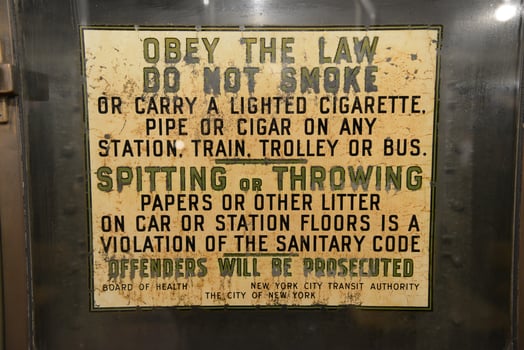 OBEY THE LAW
DO NOT SMOKE
OR CARRY A LIGHTED CIGARETTE,
PIPE OR CIGAR ON ANY
STATION, TRAIN, TROLLEY OR BUS.
SPITTING OR THROWING
PAPERS OR OTHER LITTER
ON CAR OR STATION FLOORS IS A
VIOLATION OF THE SANITARY CODE
OFFENDERS WILL BE PROSECUTED
BOARD OF HEALTH NEW YORK CITY TRANSIT AUTHORITY
THE CITY OF NEW YORK